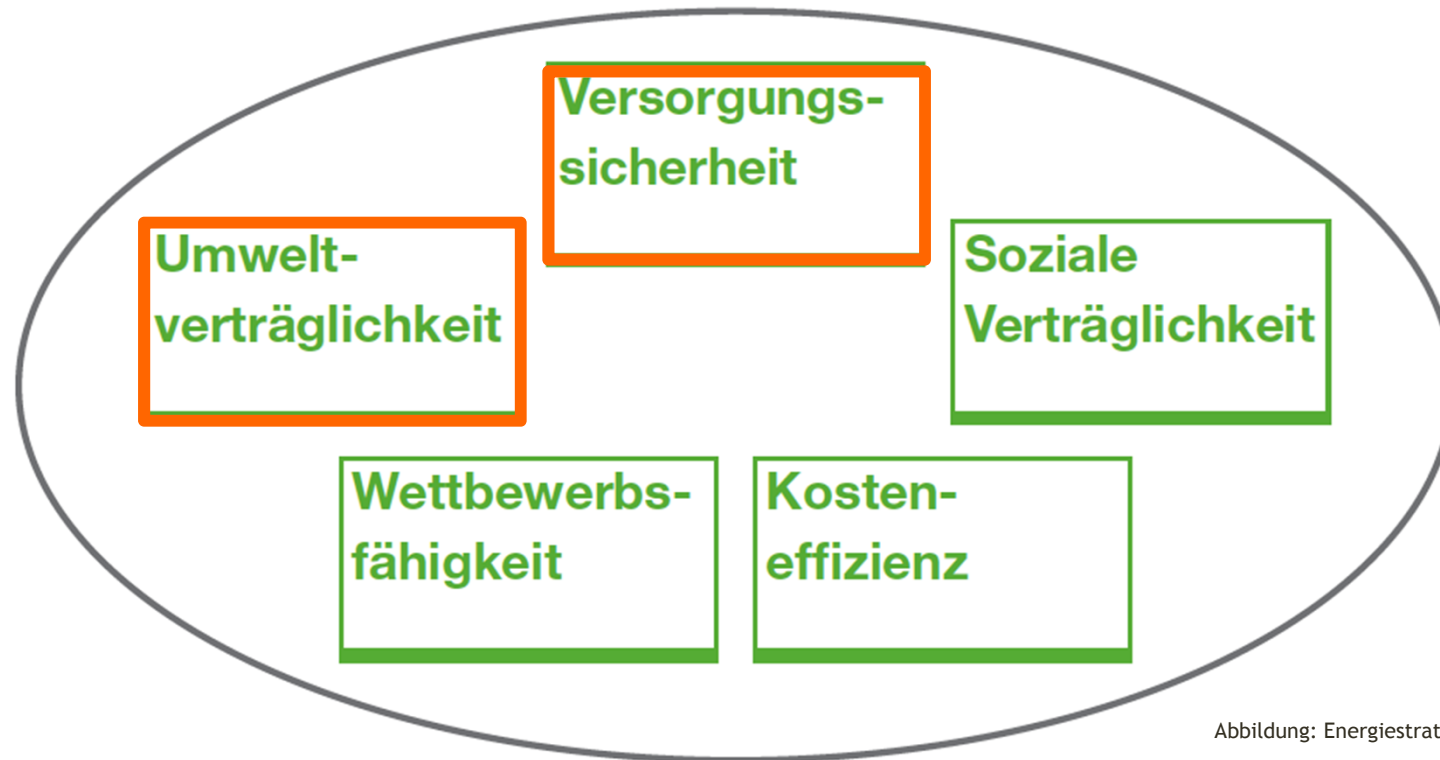 Versorgungs-
sicherheit
Umwelt-
verträglichkeit
Soziale
Verträglichkeit
Wettbewerbs-
fähigkeit
Kosten-
effizienz
Abbildung: Energiestrat